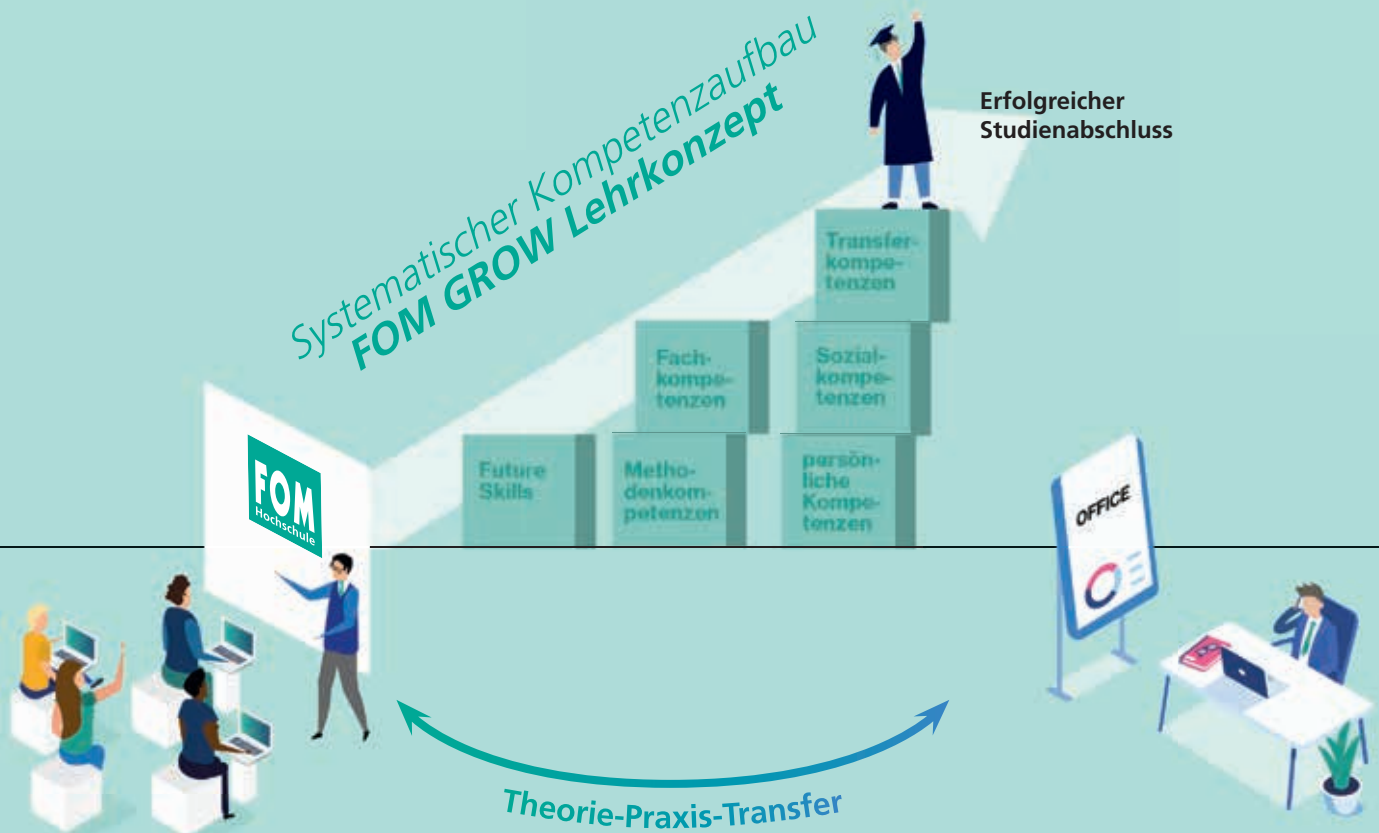 Systematischer Kompetenzaufbau
FOM GROW Lehrkonzept
Erfolgreicher
Studienabschluss
Transfer-
kompe-
tenzen
Fach-
kompe-
tenzen
Sozial-
kompe-
tenzen
Future
Skills
Metho-
denkom-
petenzen
persön-
liche
Kompe-
tenzen
FOM
Hochschule
OFFICE
Theorie-Praxis-Transfer